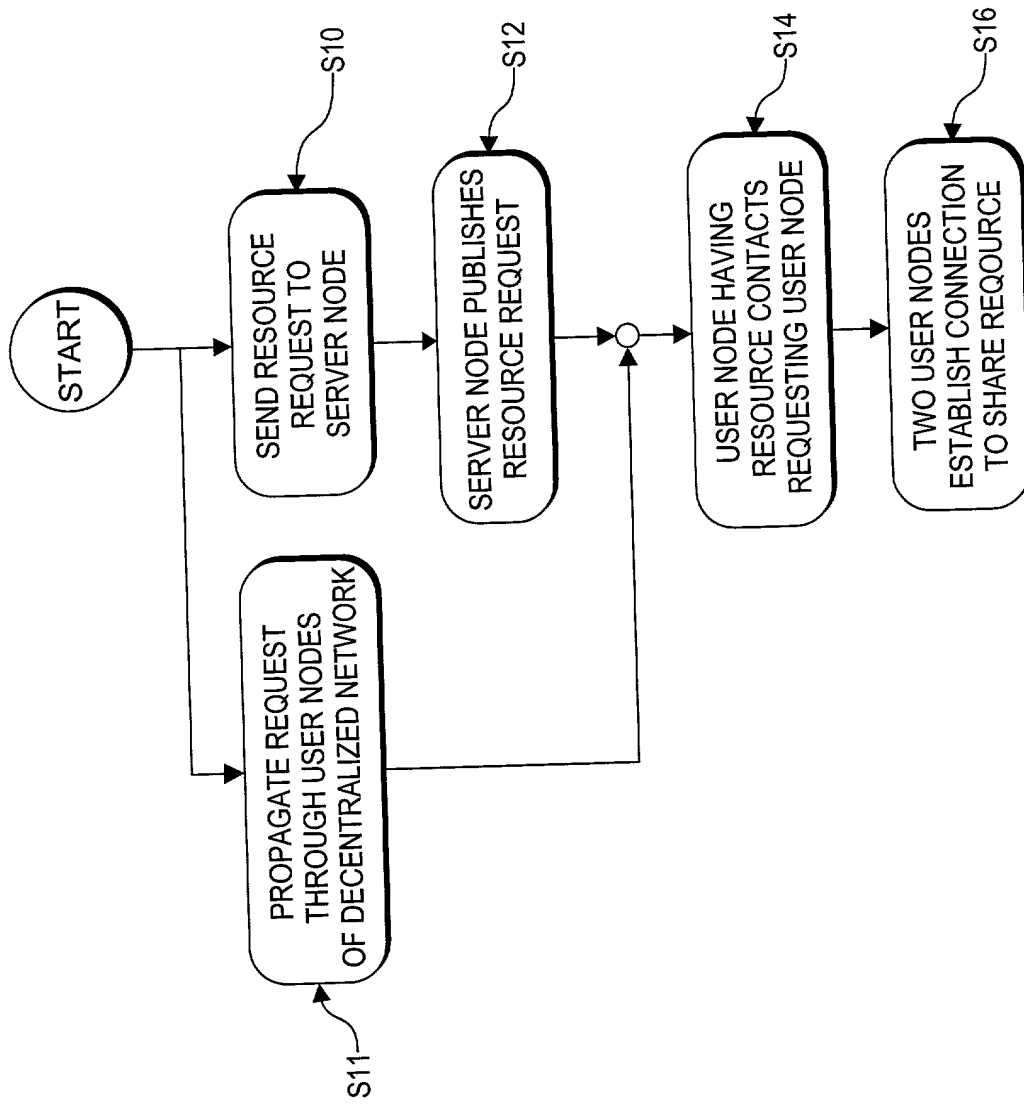 START
SEND RESOURCE
REQUEST TO
SERVER NODE
S10
PROPAGATE REQUEST
THROUGH USER NODES
OF DECENTRALIZED NETWORK
S11
SERVER NODE PUBLISHES
RESOURCE REQUEST
S12
USER NODE HAVING
RESOURCE CONTACTS
REQUESTING USER NODE
S14
TWO USER NODES
ESTABLISH CONNECTION
TO SHARE REQOURCE
S16